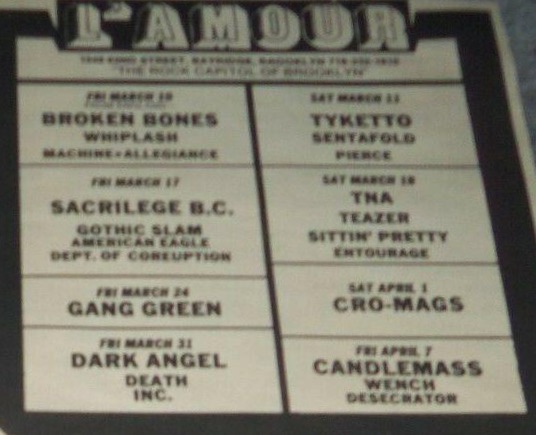 L'AMOUR
STREET, BAYRIDGE, BROOKLYN
"THE ROCK CAPITOL OF BROOKLYN"
FRI MARCH 10
BROKEN BONES
WHIPLASH
MACHINE • ALLEGIANCE
FRI MARCH 17
SACRILEGE B.C.
GOTHIC SLAM
AMERICAN EAGLE
DEPT. OF CORRUPTION
FRI MARCH 24
GANG GREEN
FRI MARCH 31
DARK ANGEL
DEATH
INC.
SAT MARCH 11
TYKETTO
SENTAFOLD
PIERCE
SAT MARCH 18
TNA
TEAZER
SITTIN' PRETTY
ENTOURAGE
SAT APRIL 1
CRO-MAGS
FRI APRIL 7
CANDLEMASS
WENCH
DESECRATOR